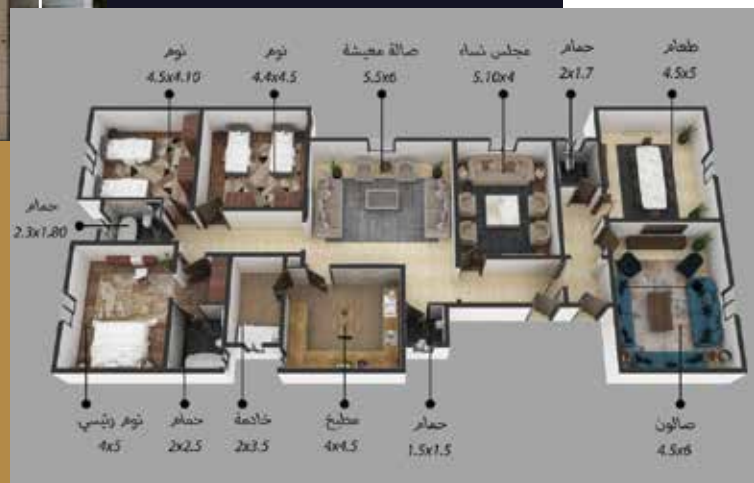 نوم
4.5x4.10
نوم
4.4x4.5
صالة معيشة
5.5x6
مجلس نساء
5.10x4
حمام
2x1.7
طعام
4.5x5
حمام
2.3x1.80
نوم رئيسي
4x5
حمام
2x2.5
خادمة
2x3.5
مطبخ
4x4.5
حمام
1.5x1.5
صالون
4.5x6